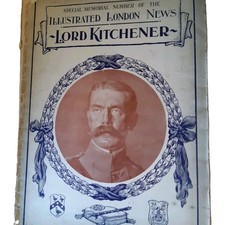 SPECIAL MEMORIAL NUMBER OF THE
ILLUSTRATED LONDON NEWS
~LORD KITCHENER~